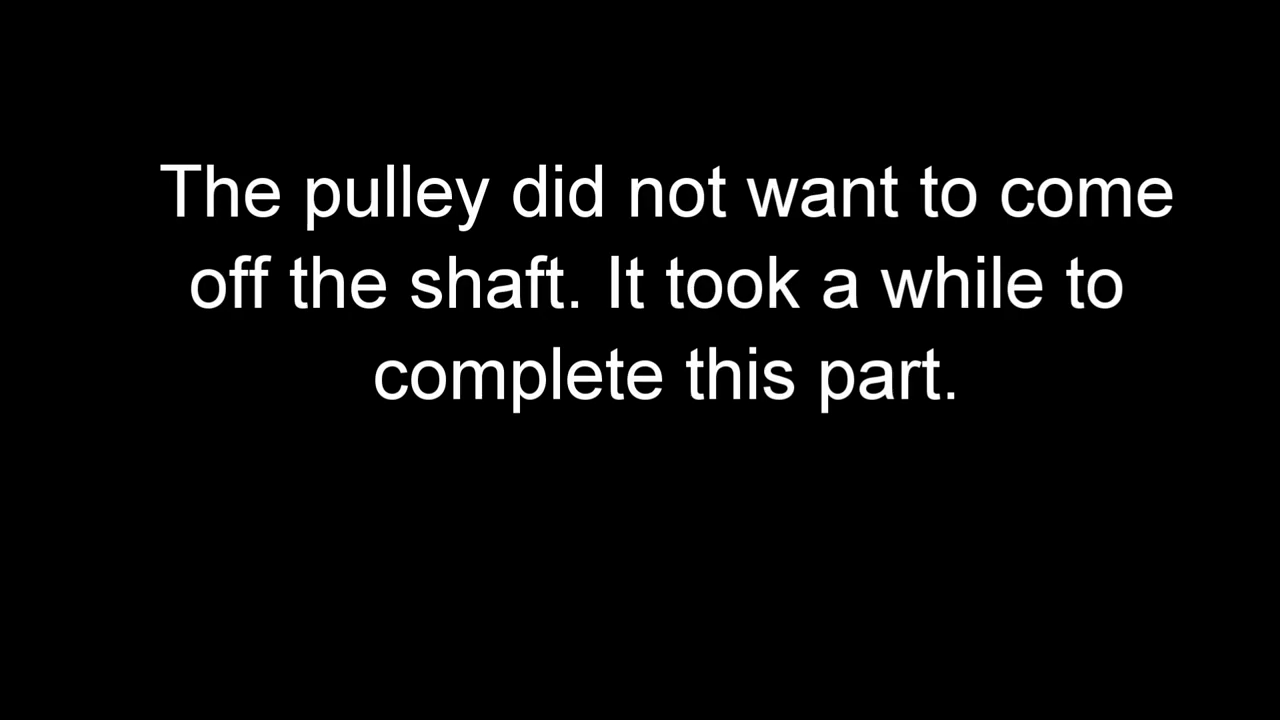 The pulley did not want to come
off the shaft. It took a while to
complete this part.